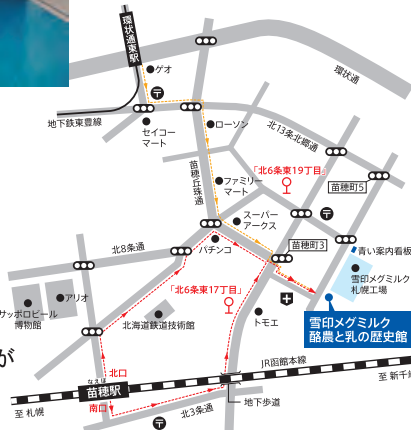 環状通東駅
ゲオ
環状通
地下鉄東豊線
セイコー
マート
ローソン
北13条北郷通
苗穂丘珠通
「北6条東19丁目」
ファミリー
マート
苗穂町5
スーパー
アークス
苗穂町3
北8条通
パチンコ
青い案内看板
雪印メグミルク
札幌工場
「北6条東17丁目」
アリオ
サッポロビール
博物館
北海道鉄道技術館
トモエ
雪印メグミルク
酪農と乳の歴史館
が
北口
JR函館本線
なえぼ
苗穂駅
至 札幌
南口
北3条通
地下歩道
至 新千